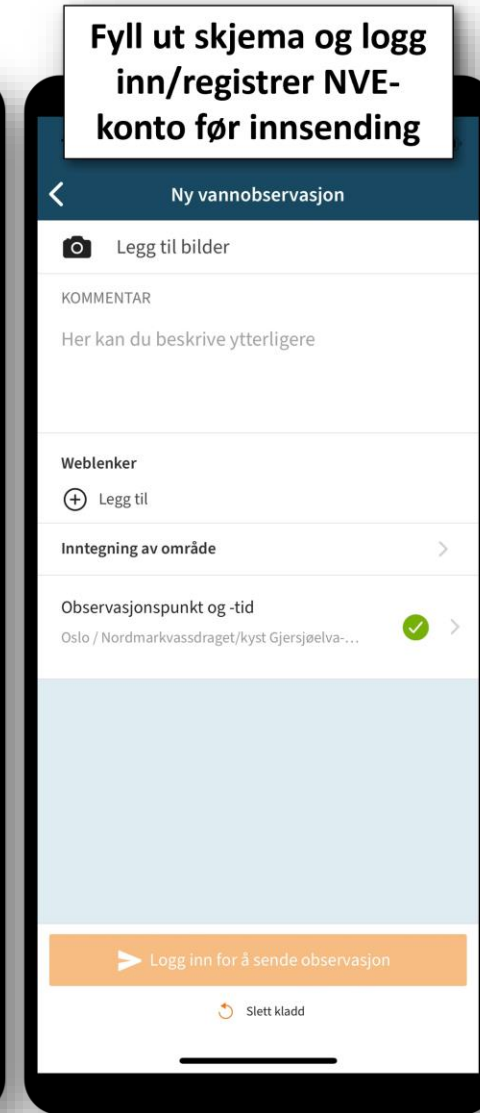 Fyll ut skjema og logg
inn/registrer NVE-
konto før innsending
Ny vannobservasjon
Legg til bilder
KOMMENTAR
Her kan du beskrive ytterligere
Weblenker
Legg til
Inntegning av område
Observasjonspunkt og -tid
Oslo / Nordmarkvassdraget/kyst Gjersjøelva-...
Logg inn for å sende observasjon
Slett kladd